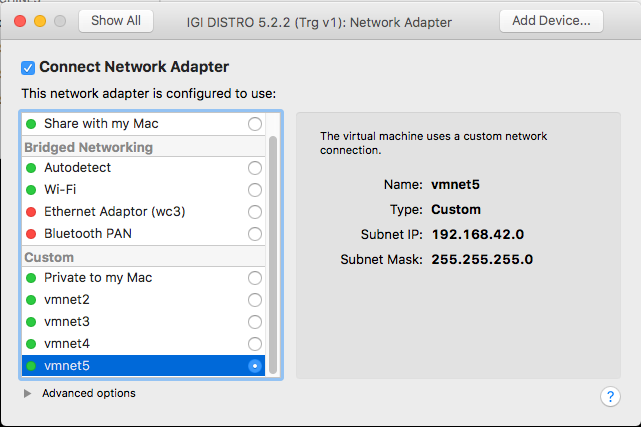 Show All
IGI DISTRO 5.2.2 (Trg v1): Network Adapter
Add Device...
Connect Network Adapter
This network adapter is configured to use:
Share with my Mac
Bridged Networking
Autodetect
Wi-Fi
Ethernet Adaptor (wc3)
Bluetooth PAN
Custom
Private to my Mac
vmnet2
vmnet3
vmnet4
vmnet5
Advanced options
The virtual machine uses a custom network
connection.
Name: vmnet5
Type: Custom
Subnet IP: 192.168.42.0
Subnet Mask: 255.255.255.0
?